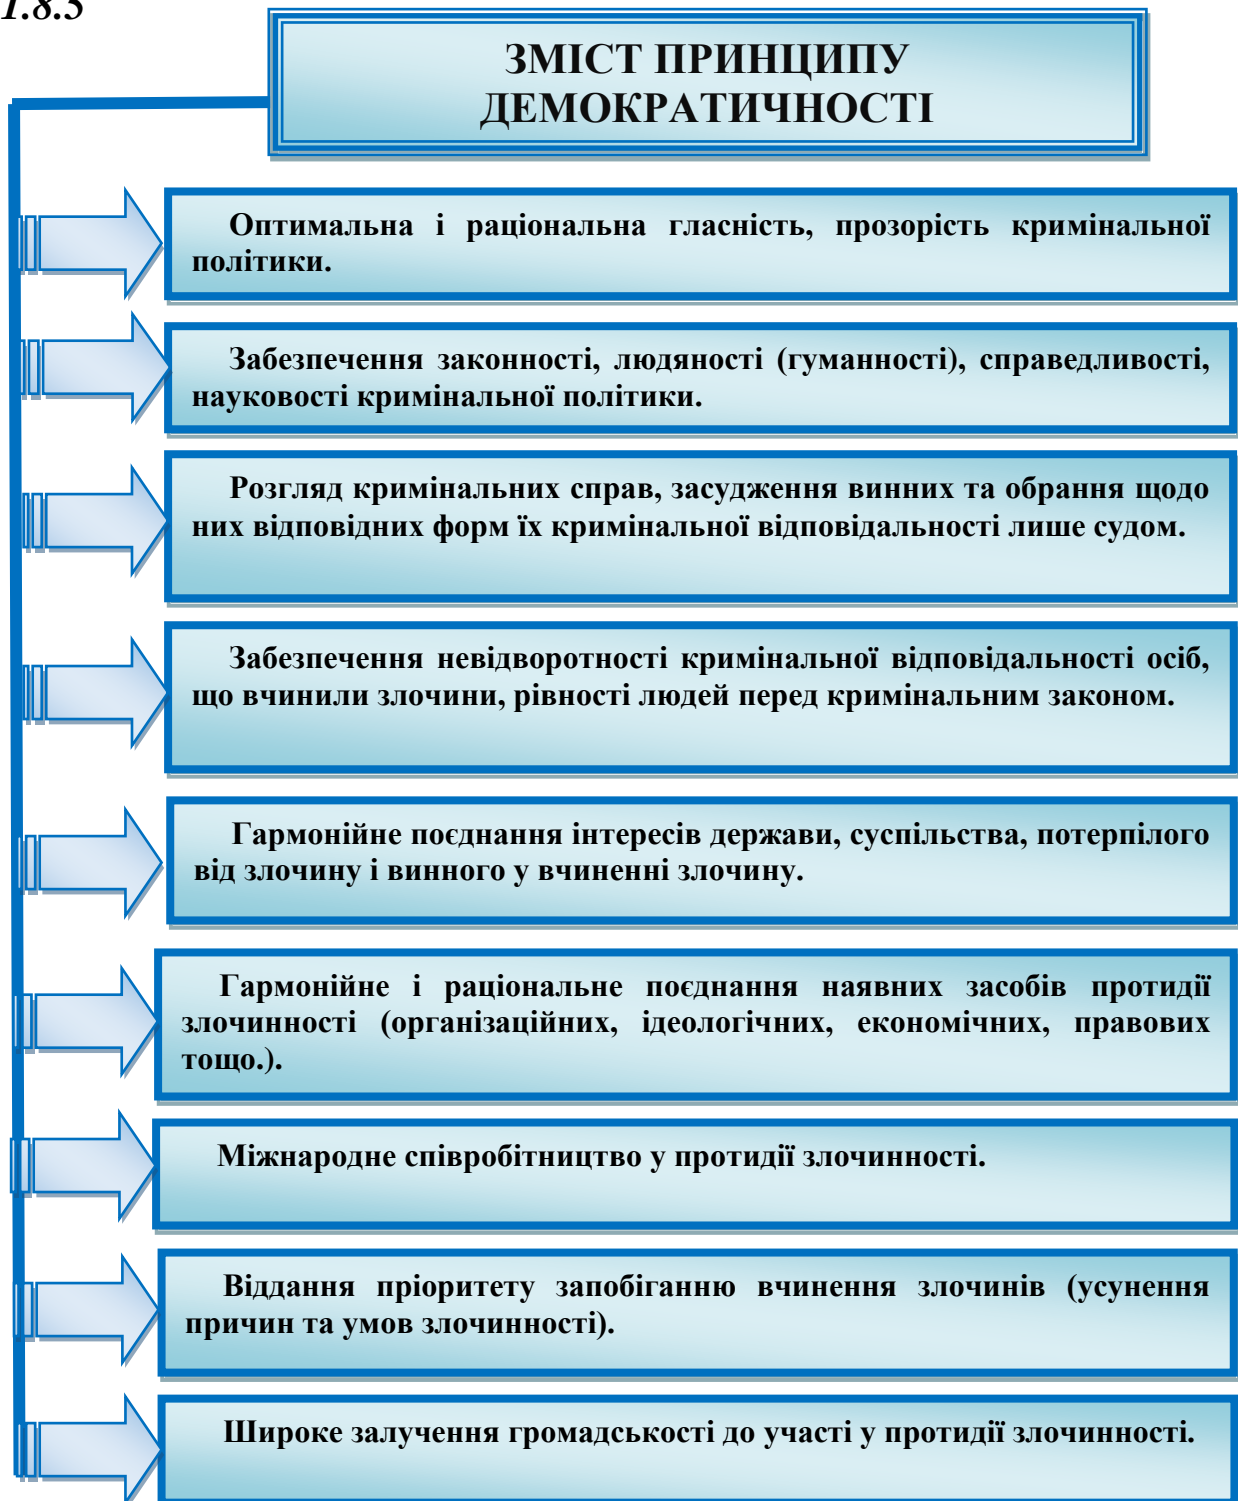 1.8.5
ЗМІСТ ПРИНЦИПУ
ДЕМОКРАТИЧНОСТІ
Оптимальна і раціональна гласність, прозорість кримінальної
політики.
Забезпечення законності, людяності (гуманності), справедливості,
науковості кримінальної політики.
Розгляд кримінальних справ, засудження винних та обрання щодо
них відповідних форм їх кримінальної відповідальності лише судом.
Забезпечення невідворотності кримінальної відповідальності осіб,
що вчинили злочини, рівності людей перед кримінальним законом.
Гармонійне поєднання інтересів держави, суспільства, потерпілого
від злочину і винного у вчиненні злочину.
Гармонійне і раціональне поєднання наявних засобів протидії
злочинності (організаційних, ідеологічних, економічних, правових
тощо.).
Міжнародне співробітництво у протидії злочинності.
Віддання пріоритету запобіганню вчинення злочинів (усунення
причин та умов злочинності).
Широке залучення громадськості до участі у протидії злочинності.